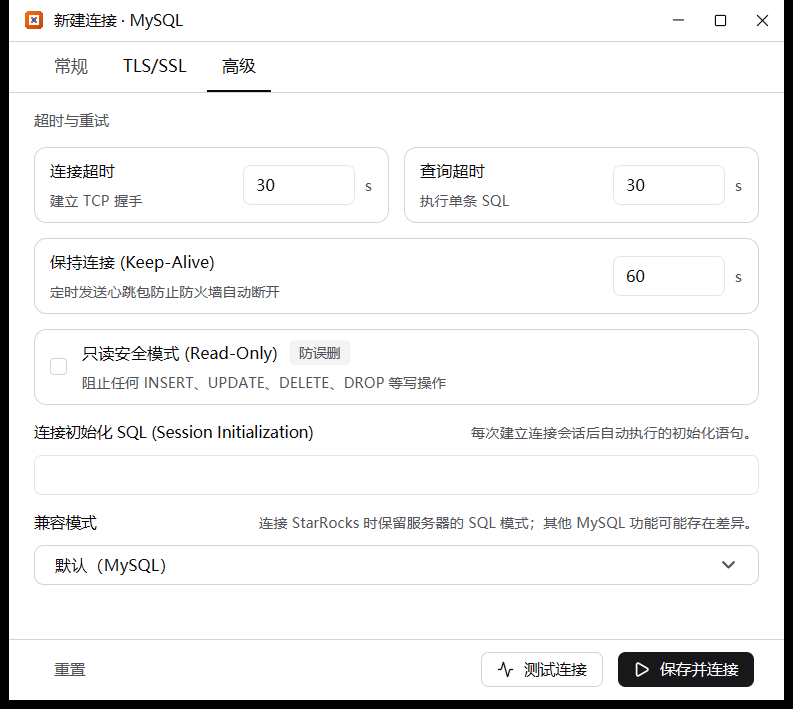 新建连接 · MySQL
常规 TLS/SSL 高级
超时与重试
连接超时
建立 TCP 握手
30 s
查询超时
执行单条 SQL
30 s
保持连接 (Keep-Alive)
定时发送心跳包防止防火墙自动断开
60 s
只读安全模式 (Read-Only) 防误删
阻止任何 INSERT、UPDATE、DELETE、DROP 等写操作
连接初始化 SQL (Session Initialization) 每次建立连接会话后自动执行的初始化语句。
兼容模式 连接 StarRocks 时保留服务器的 SQL 模式；其他 MySQL 功能可能存在差异。
默认（MySQL）
重置 测试连接 保存并连接